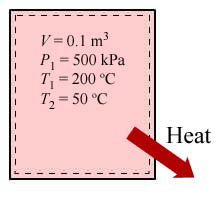 V = 0.1 m³
P₁ = 500 kPa
T₁ = 200 ºC
T₂ = 50 ºC
Heat